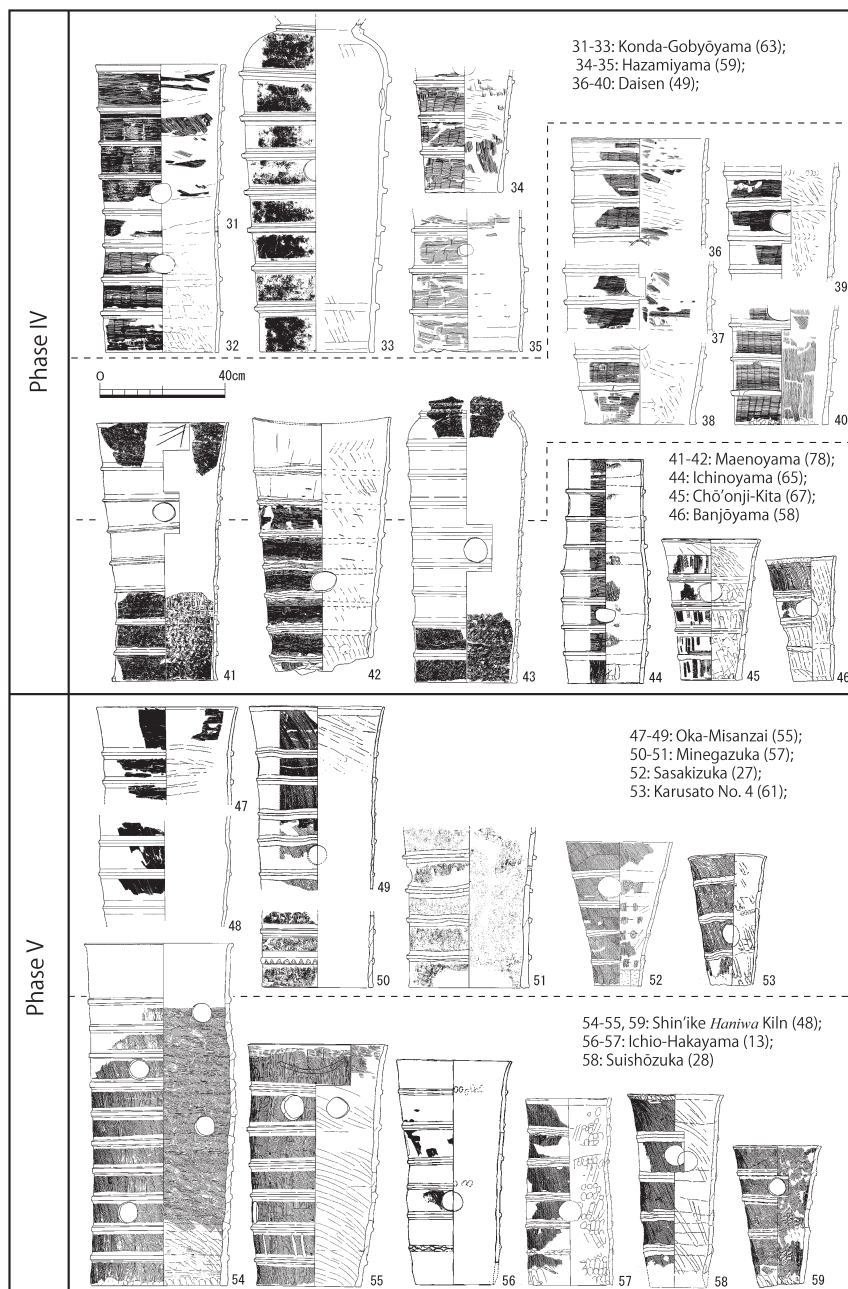 Phase IV
31-33: Konda-Gobyōyama (63);
34-35: Hazamiyama (59);
36-40: Daisen (49);
31
32
33
34
35
36
37
38
39
40
0 40cm
41-42: Maenoyama (78);
44: Ichinoyama (65);
45: Chō’onji-Kita (67);
46: Banjōyama (58)
41
42
43
44
45
46
Phase V
47-49: Oka-Misanzai (55);
50-51: Minegazuka (57);
52: Sasakizuka (27);
53: Karusato No. 4 (61);
47
48
49
50
51
52
53
54-55, 59: Shin’ike Haniwa Kiln (48);
56-57: Ichio-Hakayama (13);
58: Suishōzuka (28)
54
55
56
57
58
59